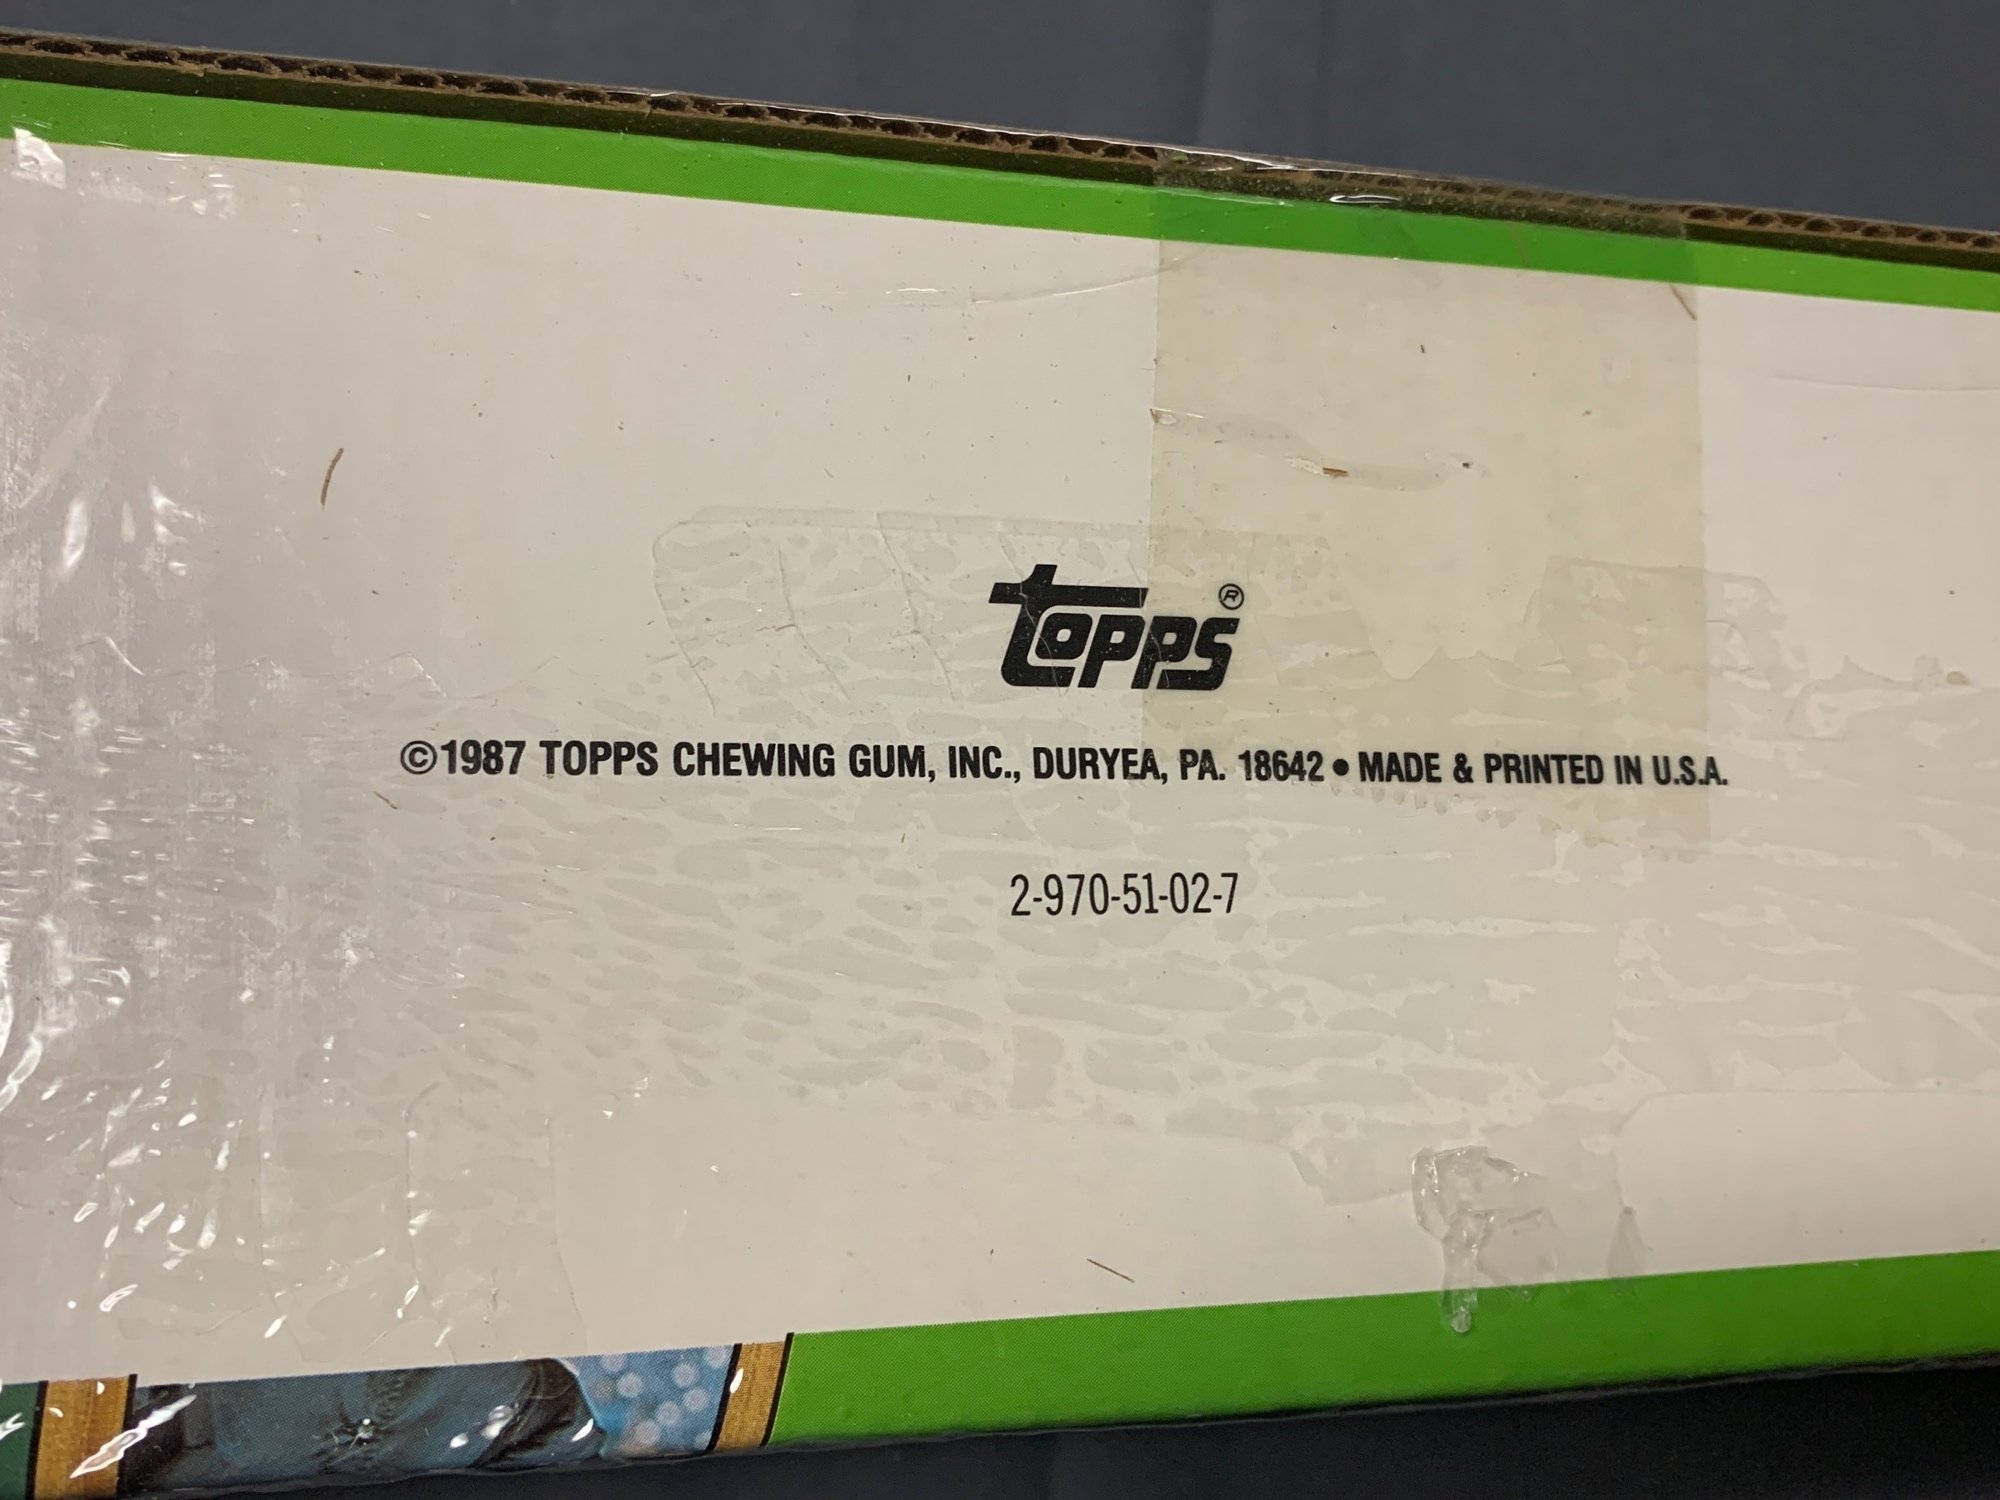 topps®
©1987 TOPPS CHEWING GUM, INC., DURYEA, PA. 18642 • MADE & PRINTED IN U.S.A.
2-970-51-02-7